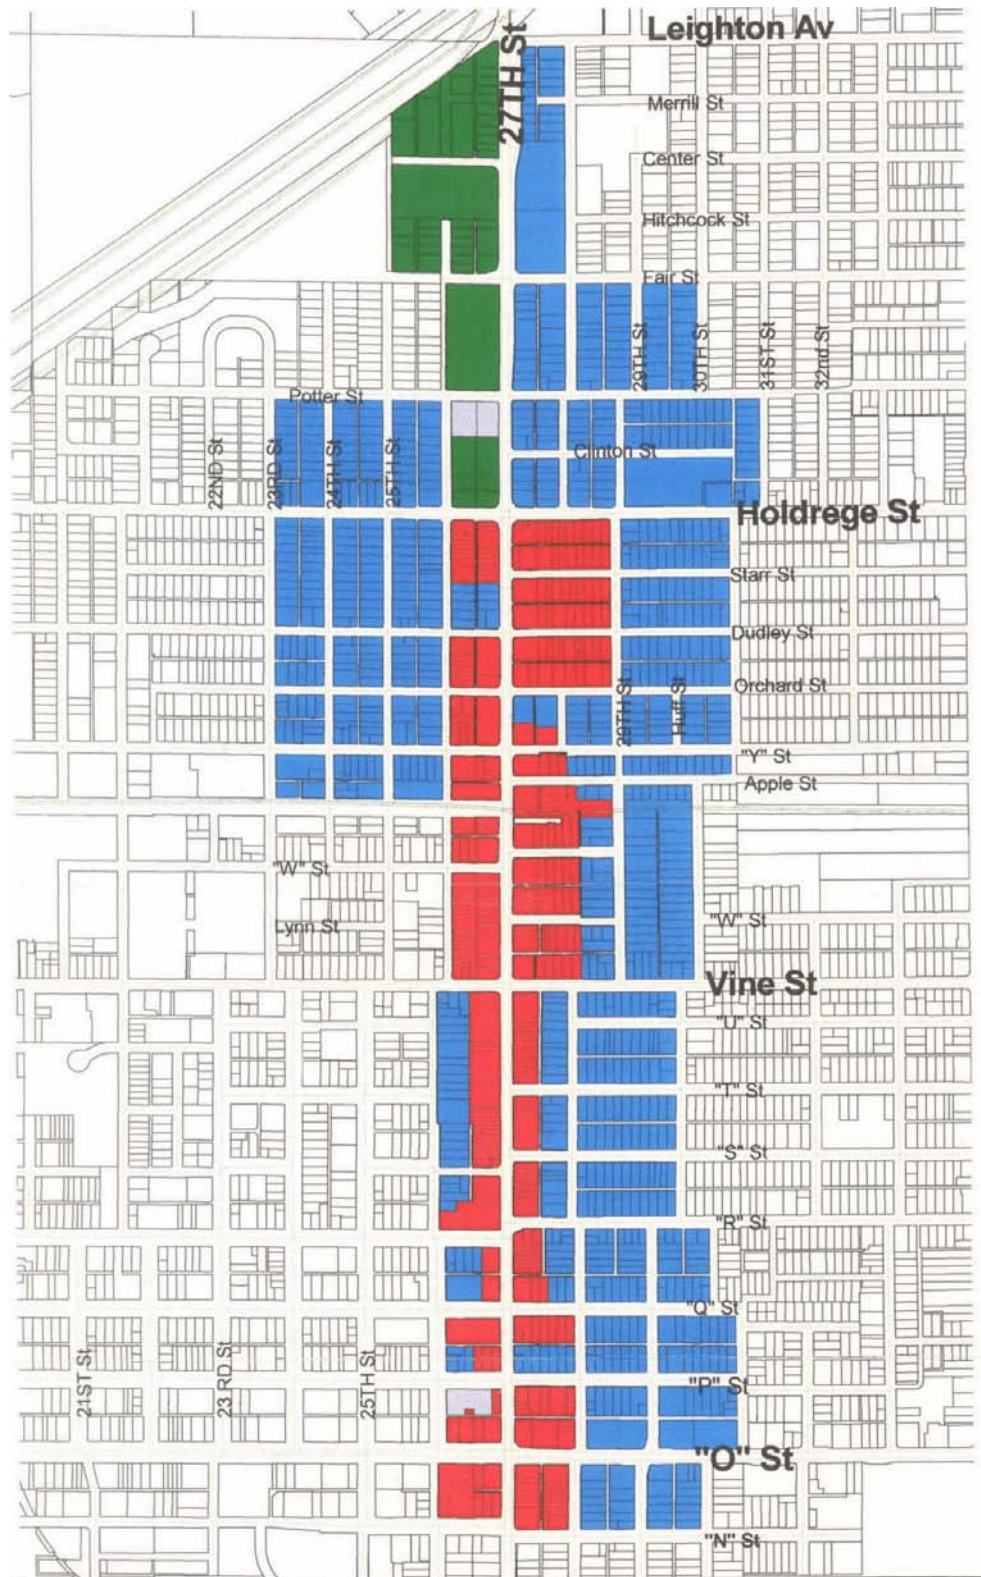 Leighton Av
27TH St
Merrill St
Center St
Hitchcock St
Fair St
29TH St
30TH St
31ST St
32nd St
Potter St
22ND St
23RD St
24TH St
25TH St
Clinton St
Holdrege St
Starr St
Dudley St
Orchard St
29TH St
Huff St
"Y" St
Apple St
"W" St
Lynn St
"W" St
Vine St
"U" St
"T" St
"S" St
"R" St
"Q" St
21ST St
23 RD St
25TH St
"P" St
"O" St
"N" St